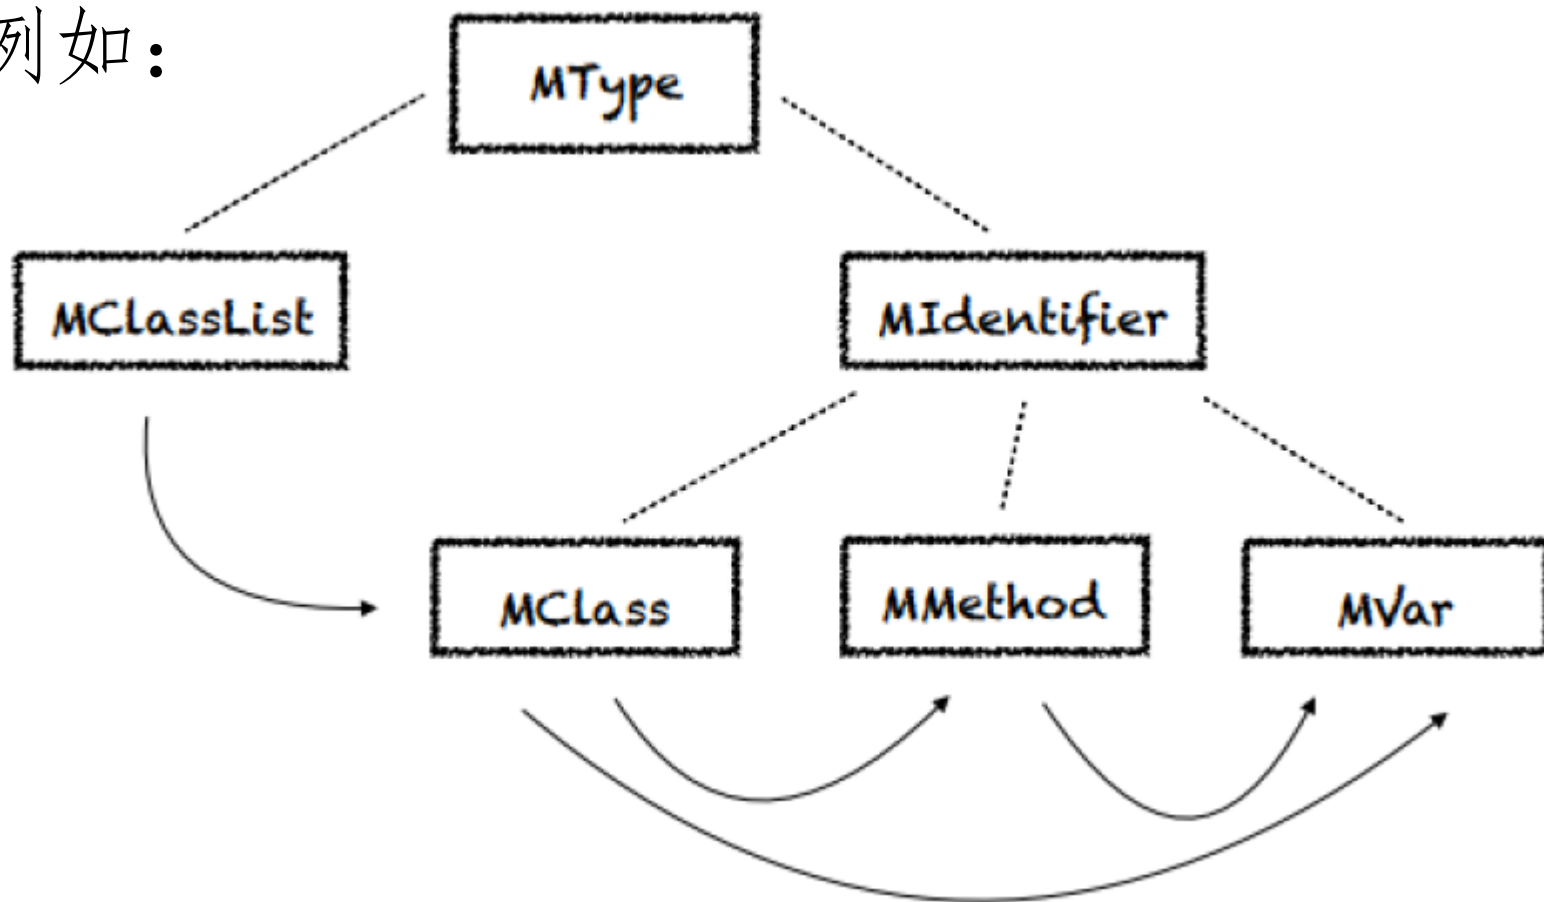 例如：
MType
MClassList
MIdentifier
MClass
MMethod
MVar